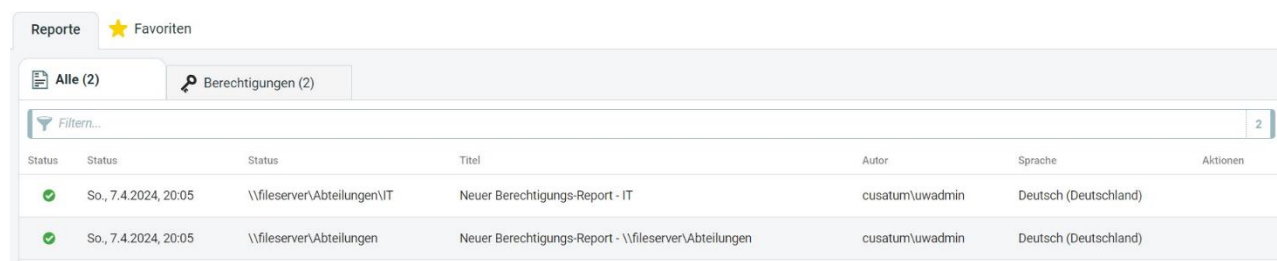 Reporte Favoriten
Alle (2) Berechtigungen (2)
Filtern... 2
Status Status Status Titel Autor Sprache Aktionen
So., 7.4.2024, 20:05 \\fileserver\Abteilungen\IT Neuer Berechtigungs-Report - IT cusatum\uwadmin Deutsch (Deutschland)
So., 7.4.2024, 20:05 \\fileserver\Abteilungen Neuer Berechtigungs-Report - \\fileserver\Abteilungen cusatum\uwadmin Deutsch (Deutschland)